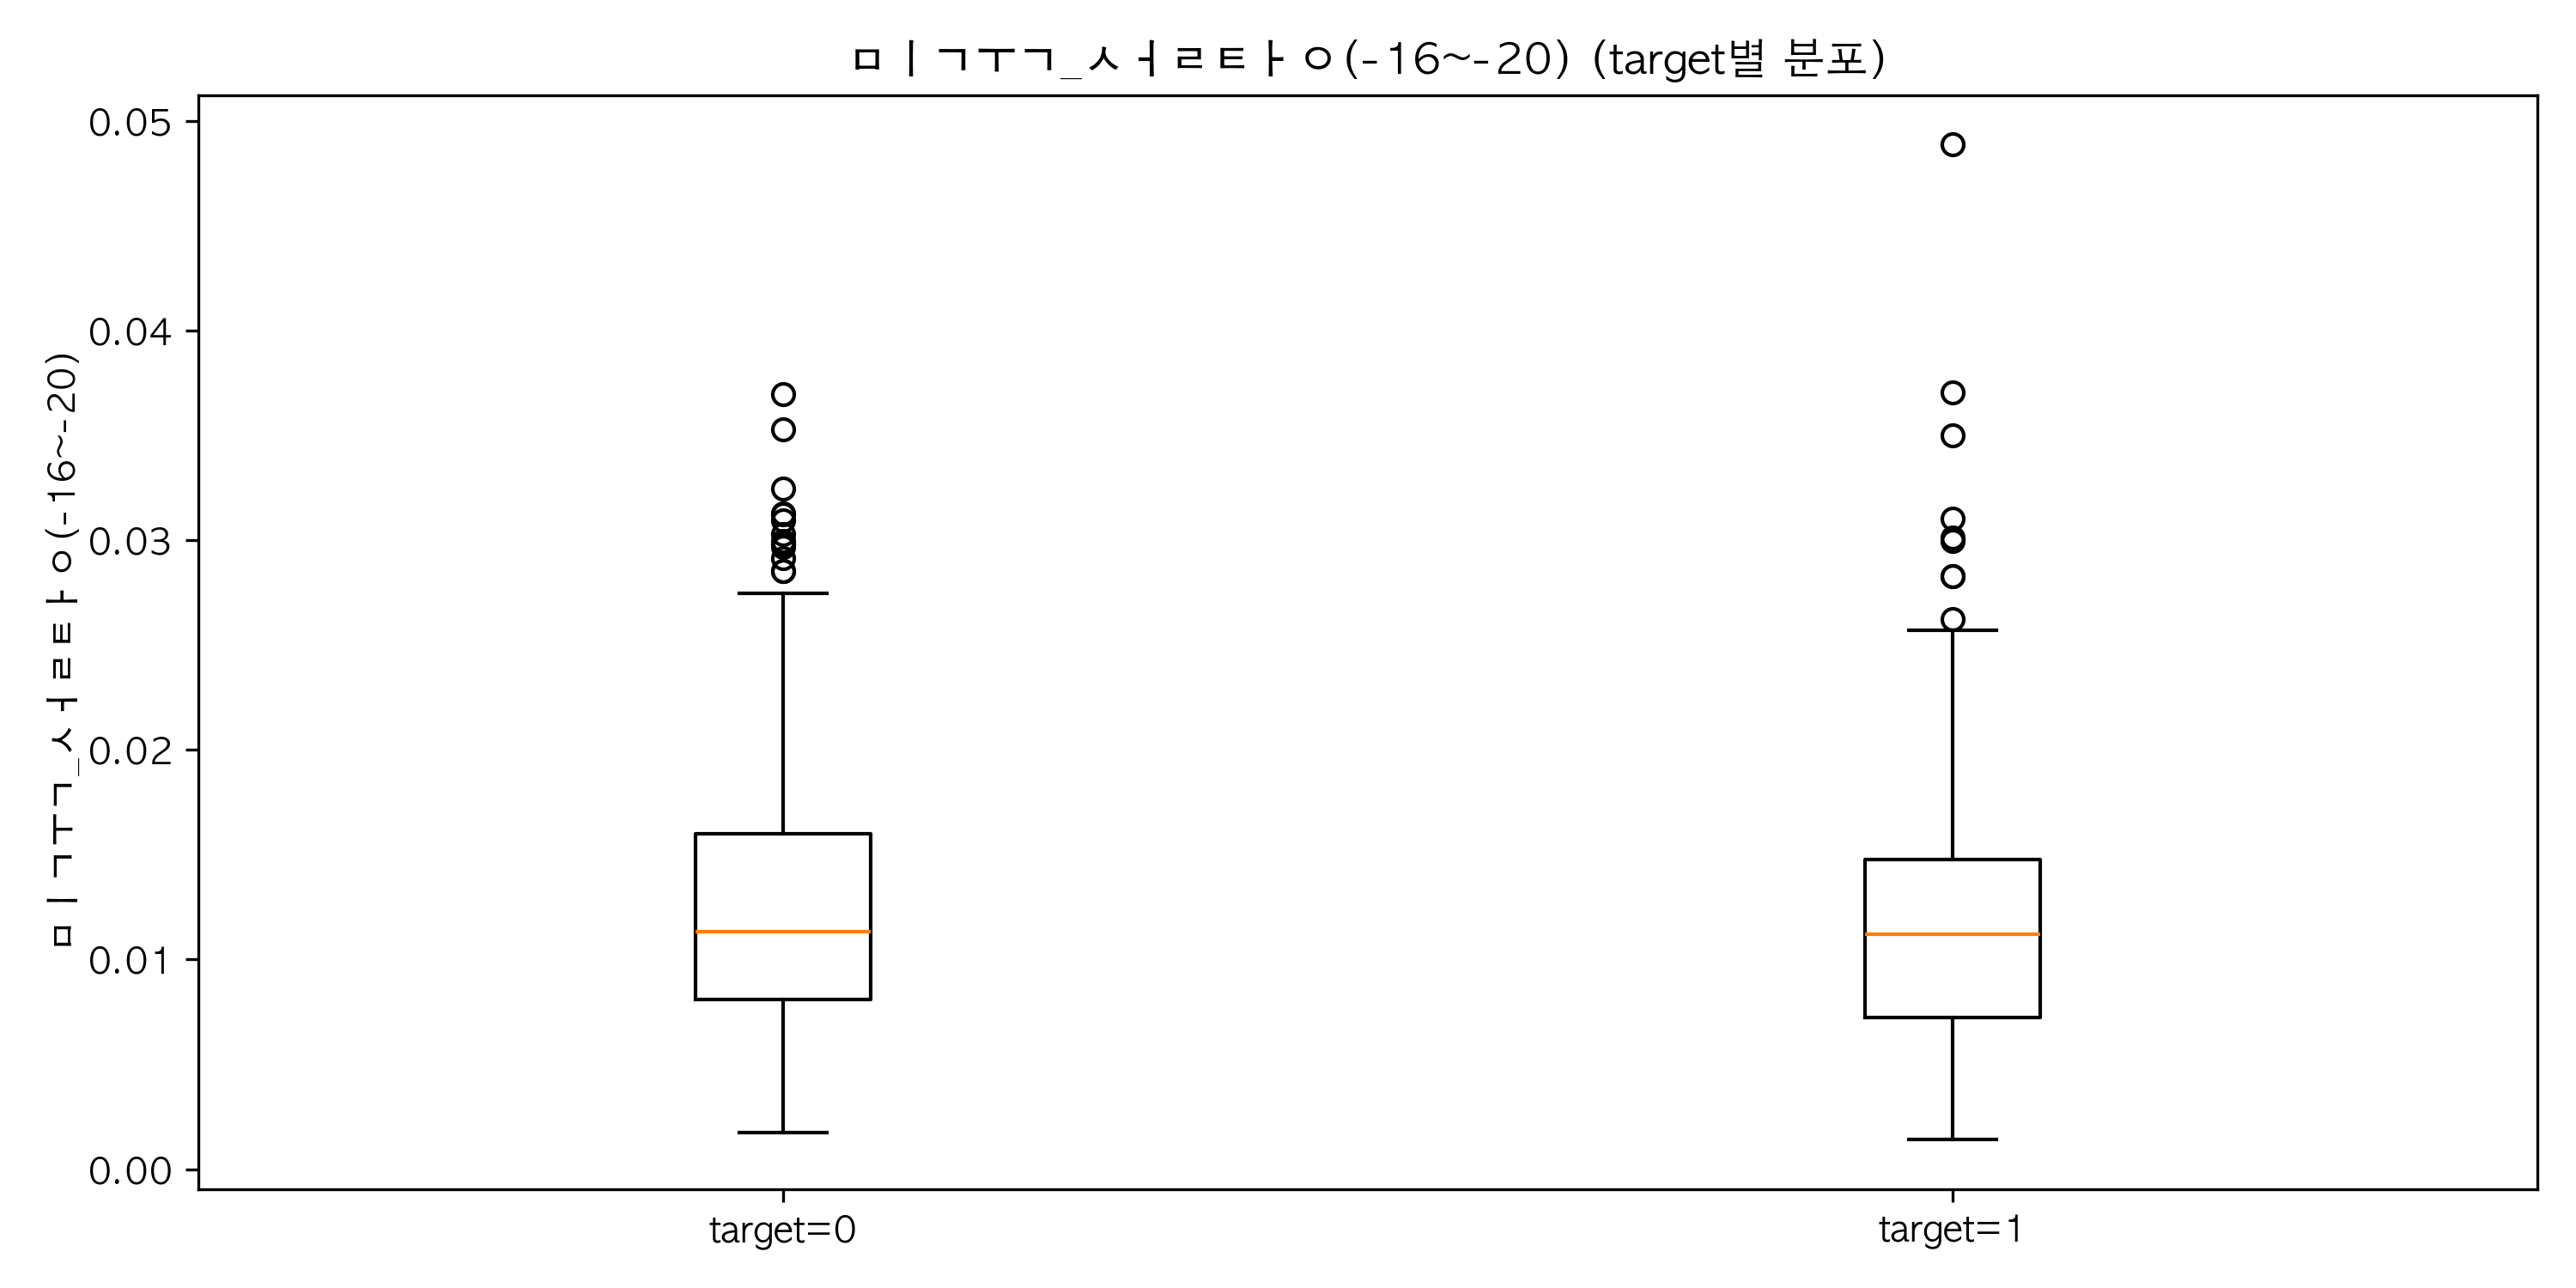 ㅁㅣㄱㅜㄱ_ㅅㅓㄹㅌㅏㅇ(-16~-20) (target별 분포)
ㅁㅣㄱㅜㄱ_ㅅㅓㄹㅌㅏㅇ(-16~-20)
0.05
0.04
0.03
0.02
0.01
0.00
target=0
target=1